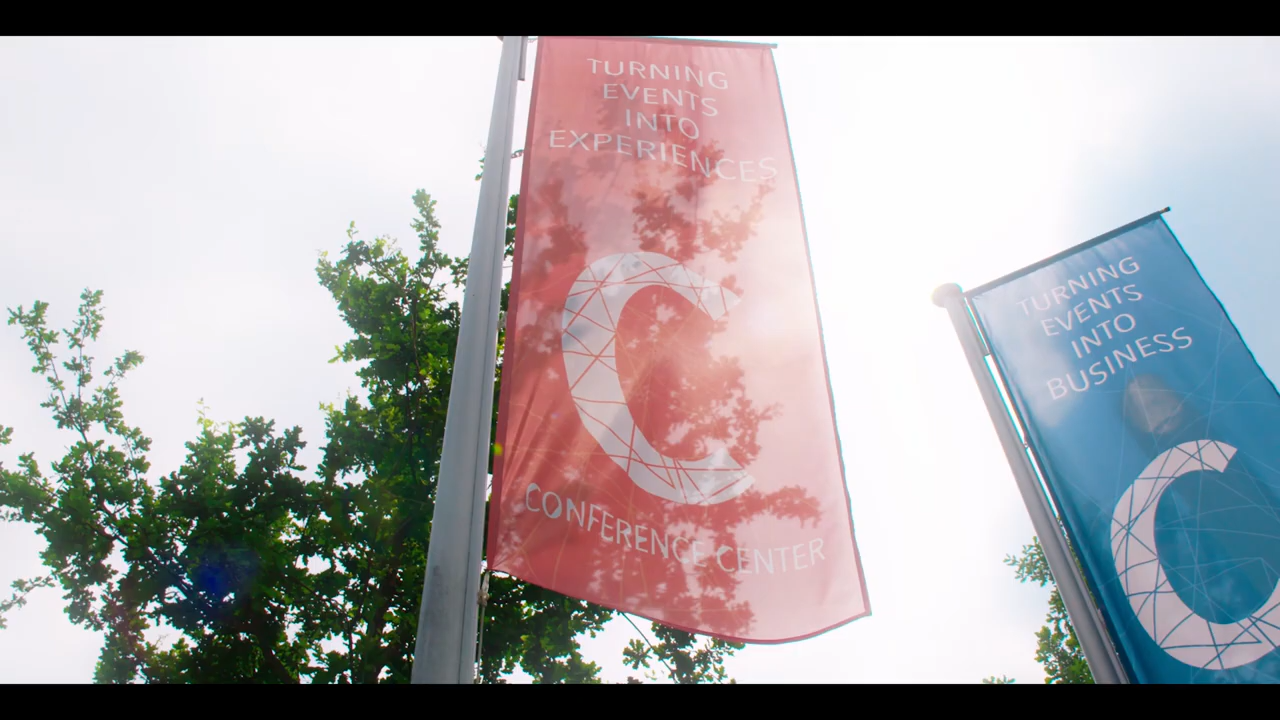 TURNING
EVENTS
INTO
EXPERIENCES
C
CONFERENCE CENTER
TURNING
EVENTS
INTO
BUSINESS
C